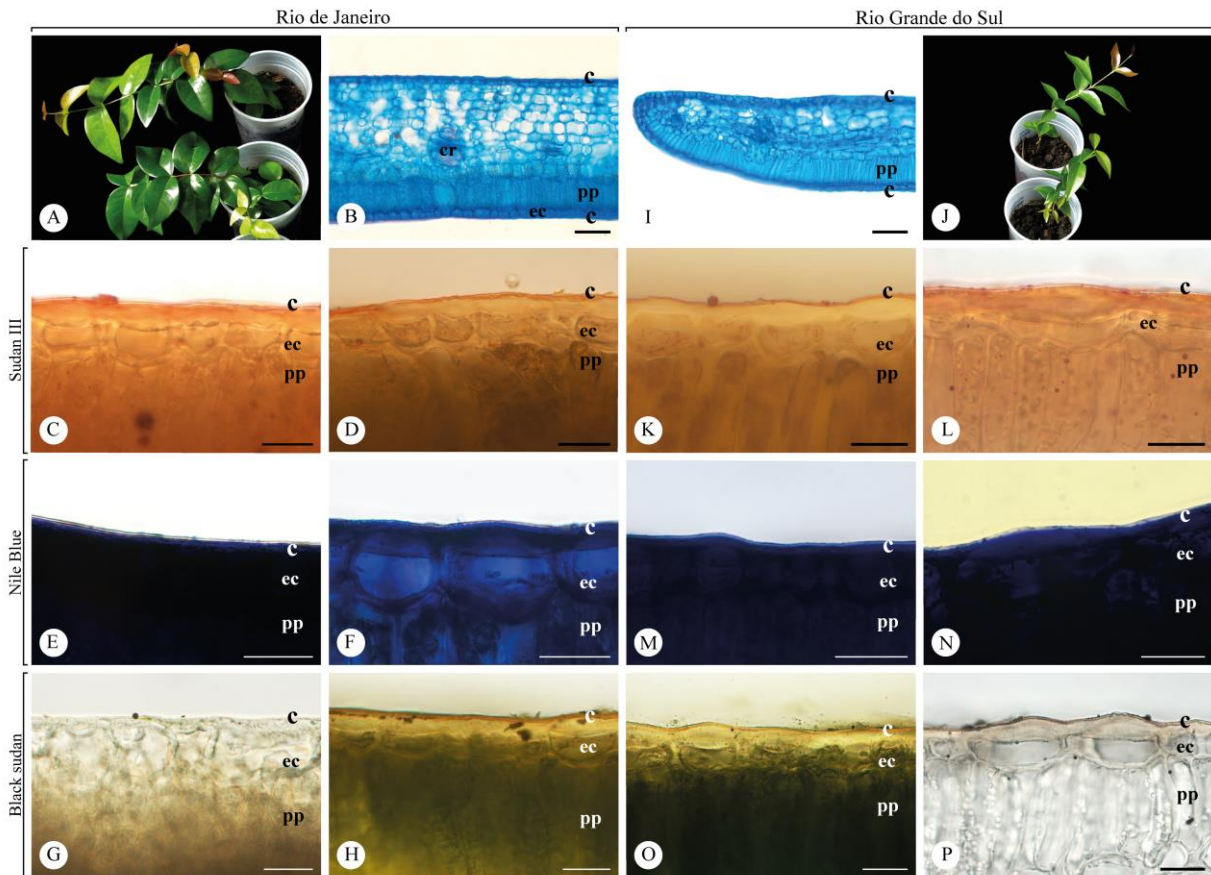 Rio de Janeiro
Rio Grande do Sul
A
c
cr
pp
ec
c
B
c
pp
c
I
J
Sudan III
c
ec
pp
C
c
ec
pp
D
c
ec
pp
K
c
ec
pp
L
Nile Blue
c
ec
pp
E
c
ec
pp
F
c
ec
pp
M
c
ec
pp
N
Black sudan
c
ec
pp
G
c
ec
pp
H
c
ec
pp
O
c
ec
pp
P